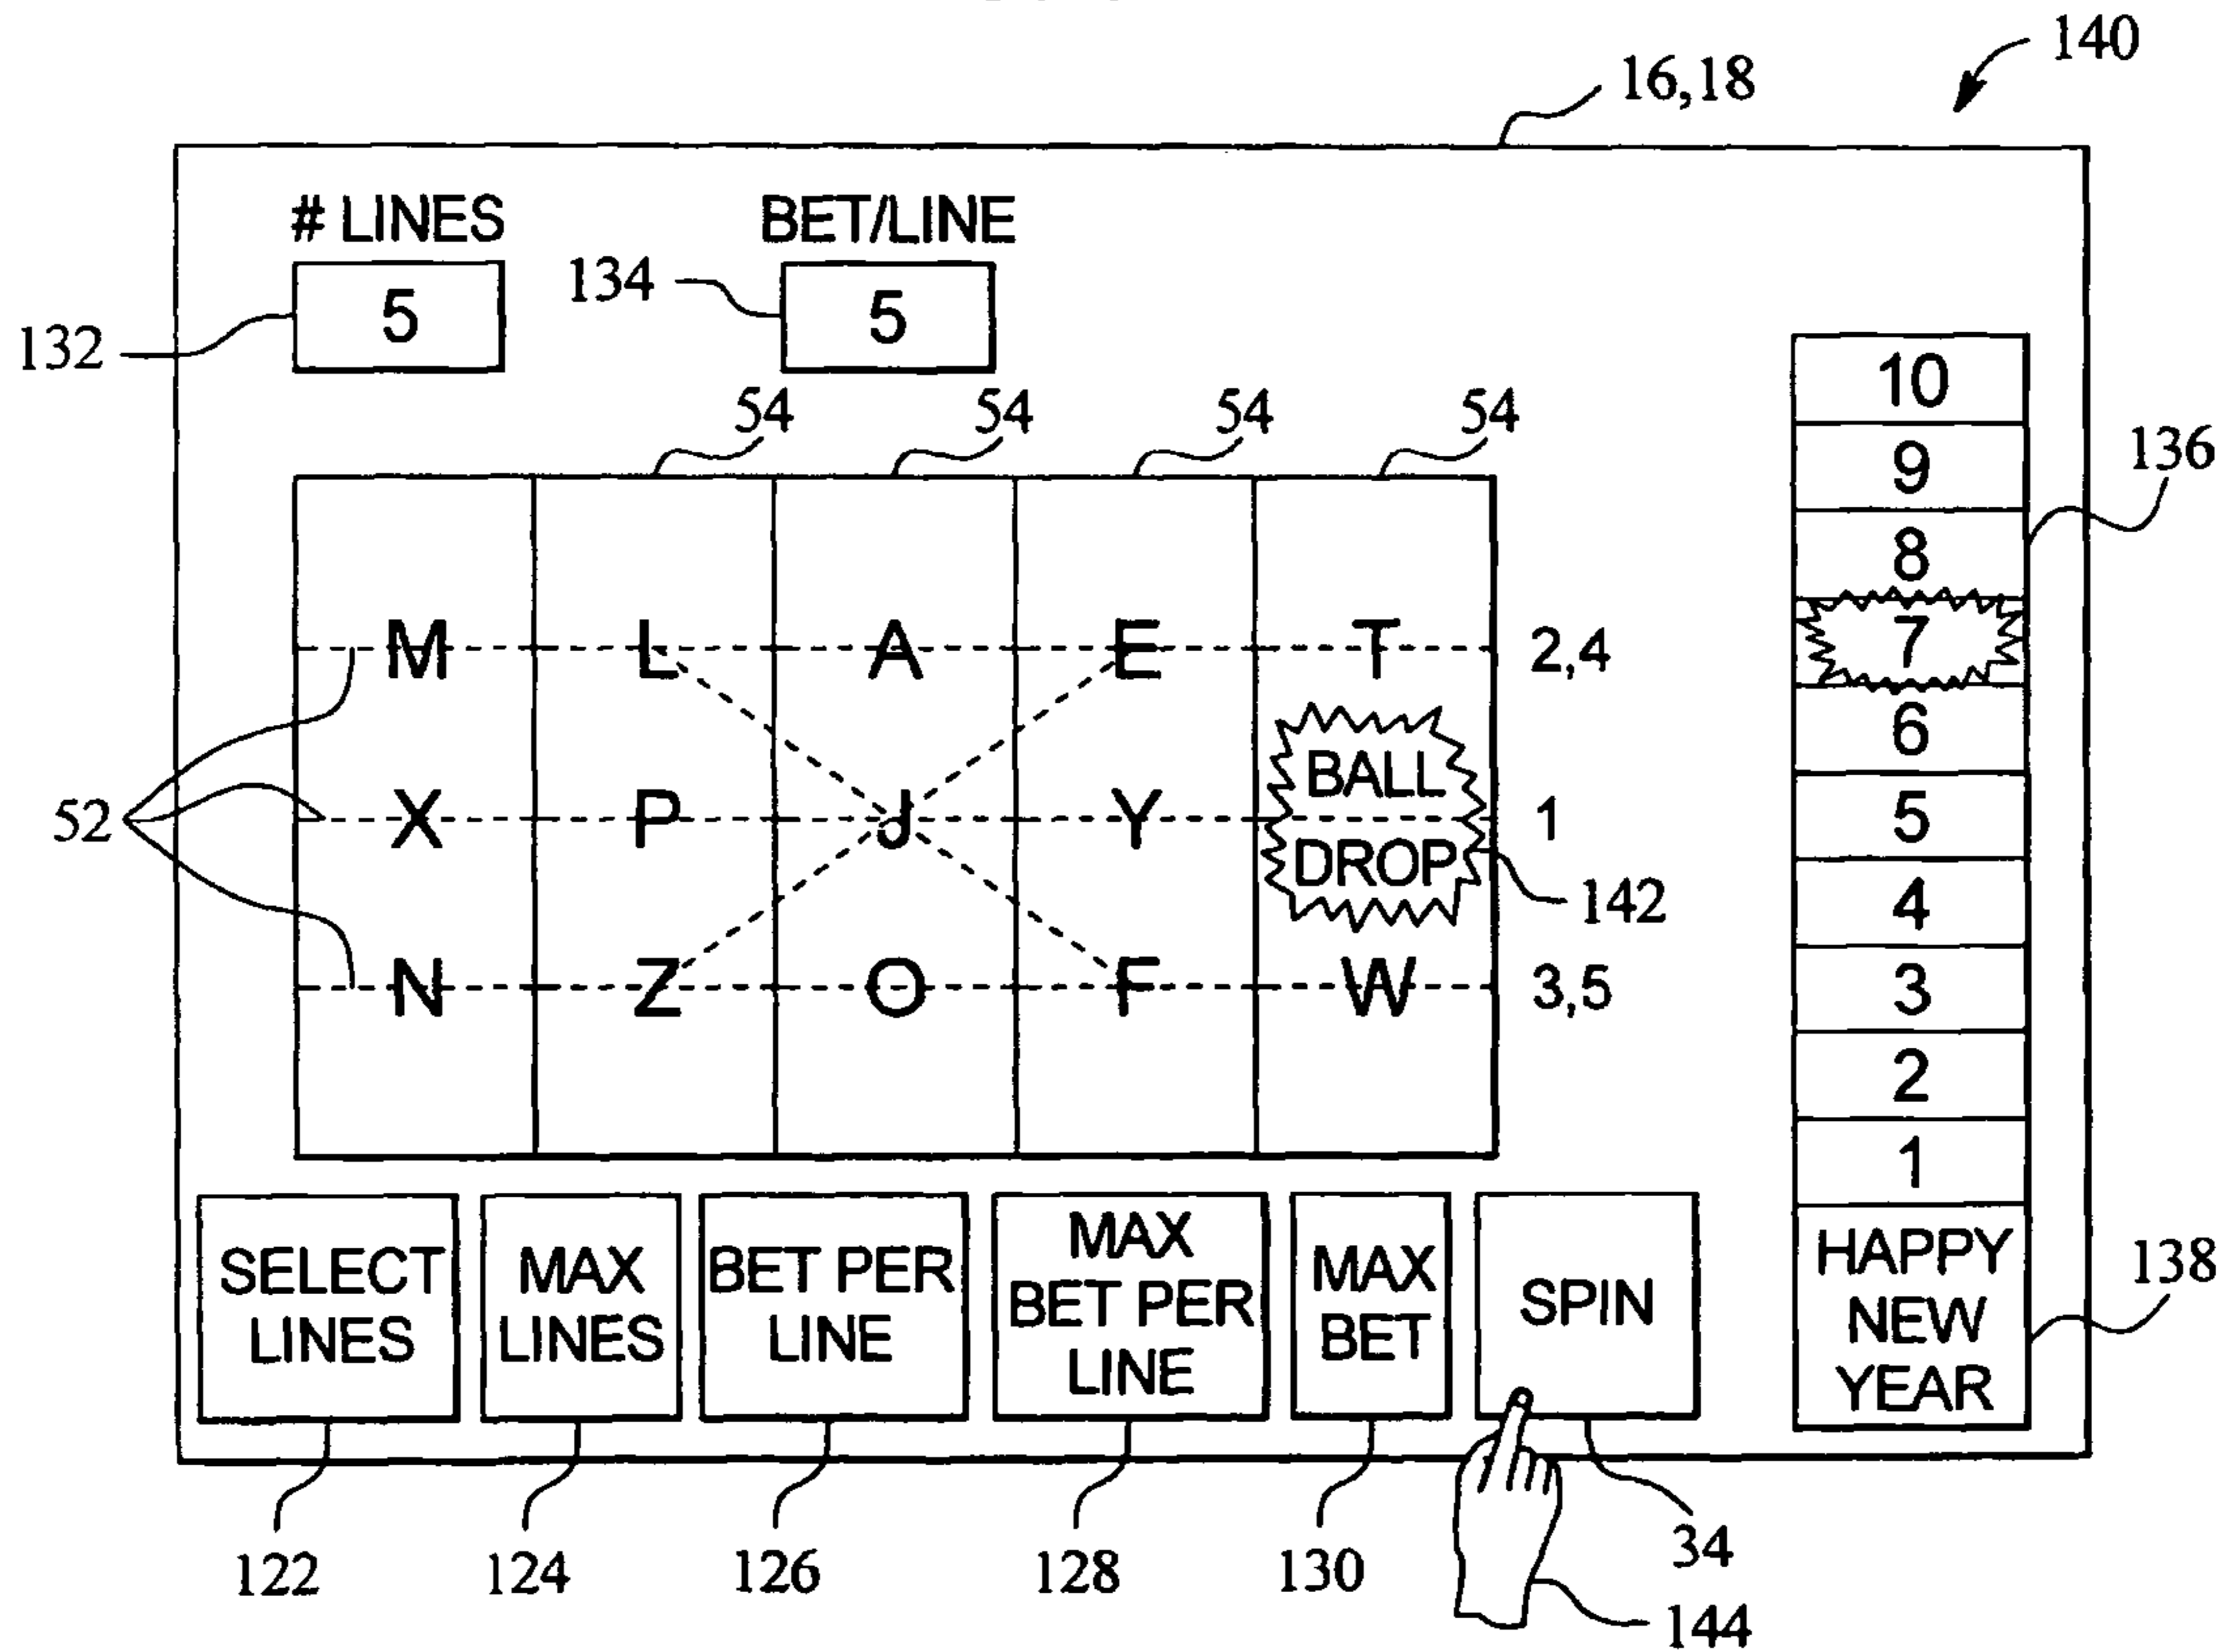 140
16,18
# LINES
BET/LINE
132
5
134
5
54 54 54 54
M L A E T 2,4
52
X P J Y BALL DROP 1
142
N Z O F W 3,5
10
9
8
7
6
5
4
3
2
1
HAPPY
NEW
YEAR
136
138
SELECT
LINES
MAX
LINES
BET PER
LINE
MAX
BET PER
LINE
MAX
BET
SPIN
122 124 126 128 130 34
144